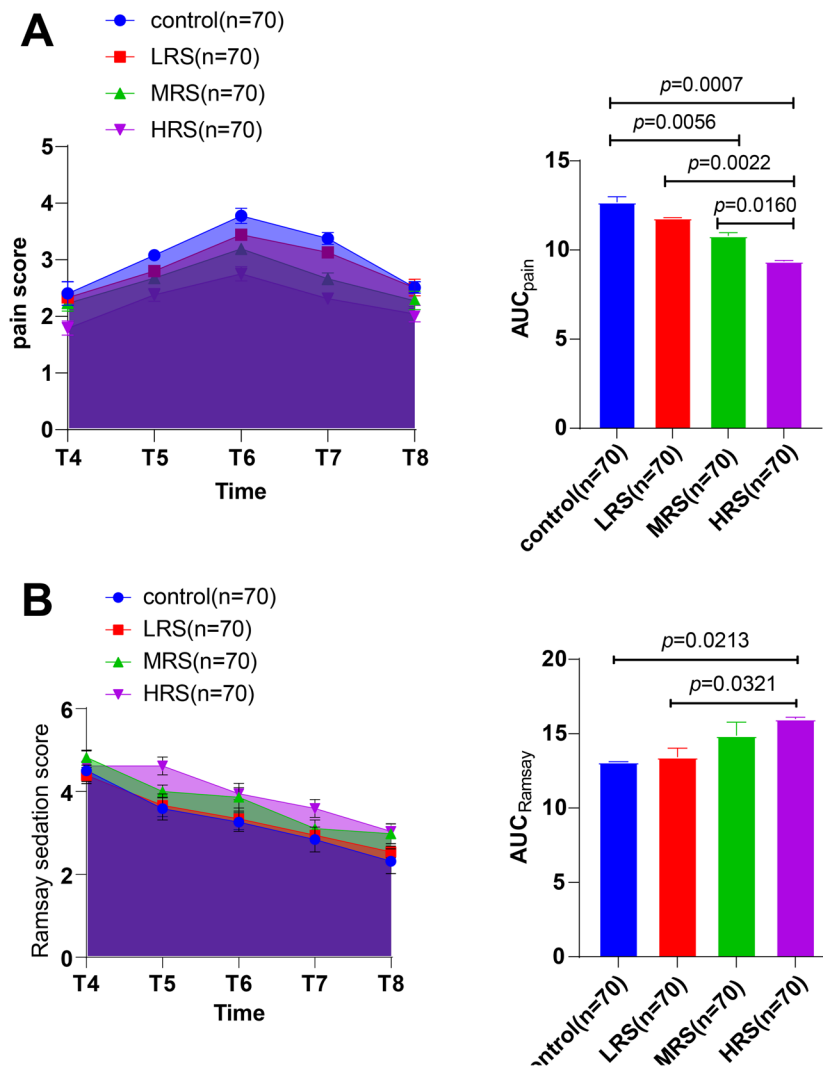 A
control(n=70)
LRS(n=70)
MRS(n=70)
HRS(n=70)
5
4
3
2
1
0
pain score
T4 T5 T6 T7 T8
Time
p=0.0007
p=0.0056
p=0.0022
p=0.0160
15
10
5
0
AUCpain
control(n=70)
LRS(n=70)
MRS(n=70)
HRS(n=70)
B
control(n=70)
LRS(n=70)
MRS(n=70)
HRS(n=70)
6
4
2
0
Ramsay sedation score
T4 T5 T6 T7 T8
Time
p=0.0213
p=0.0321
20
15
10
5
0
AUCRamsay
ontrol(n=70)
LRS(n=70)
MRS(n=70)
HRS(n=70)